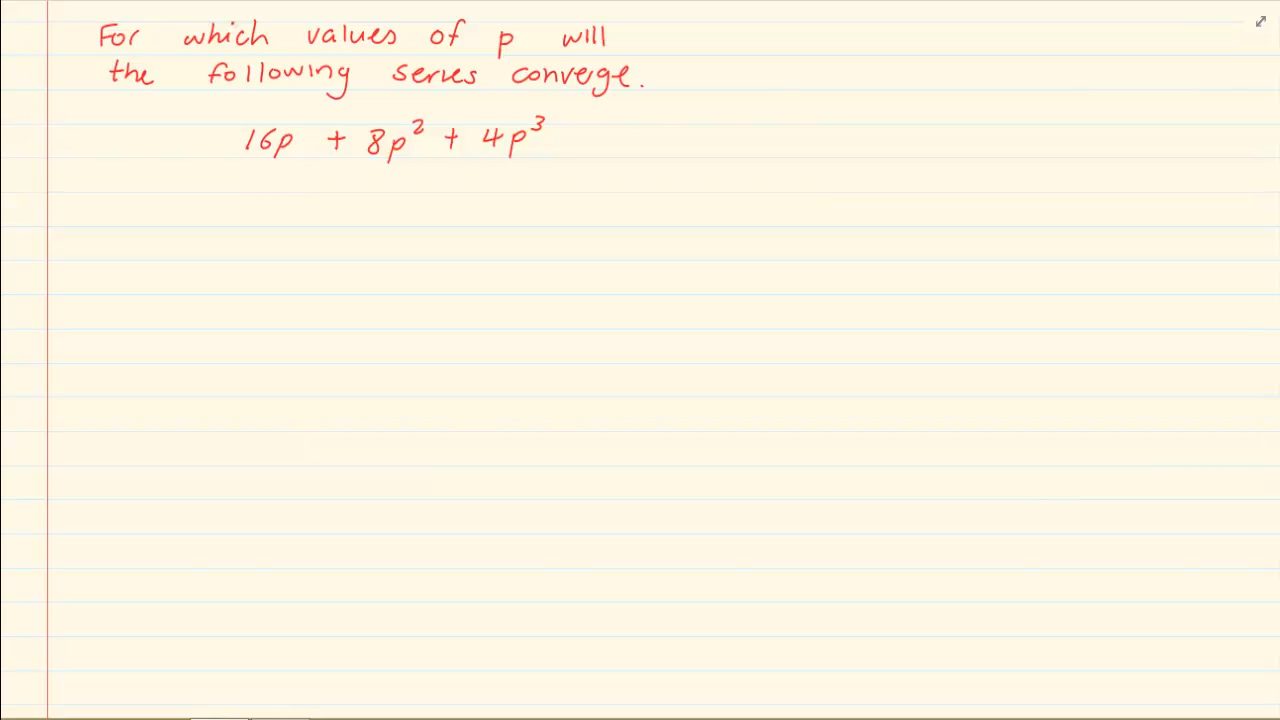 For which values of p will
the following series converge.
16p + 8p² + 4p³